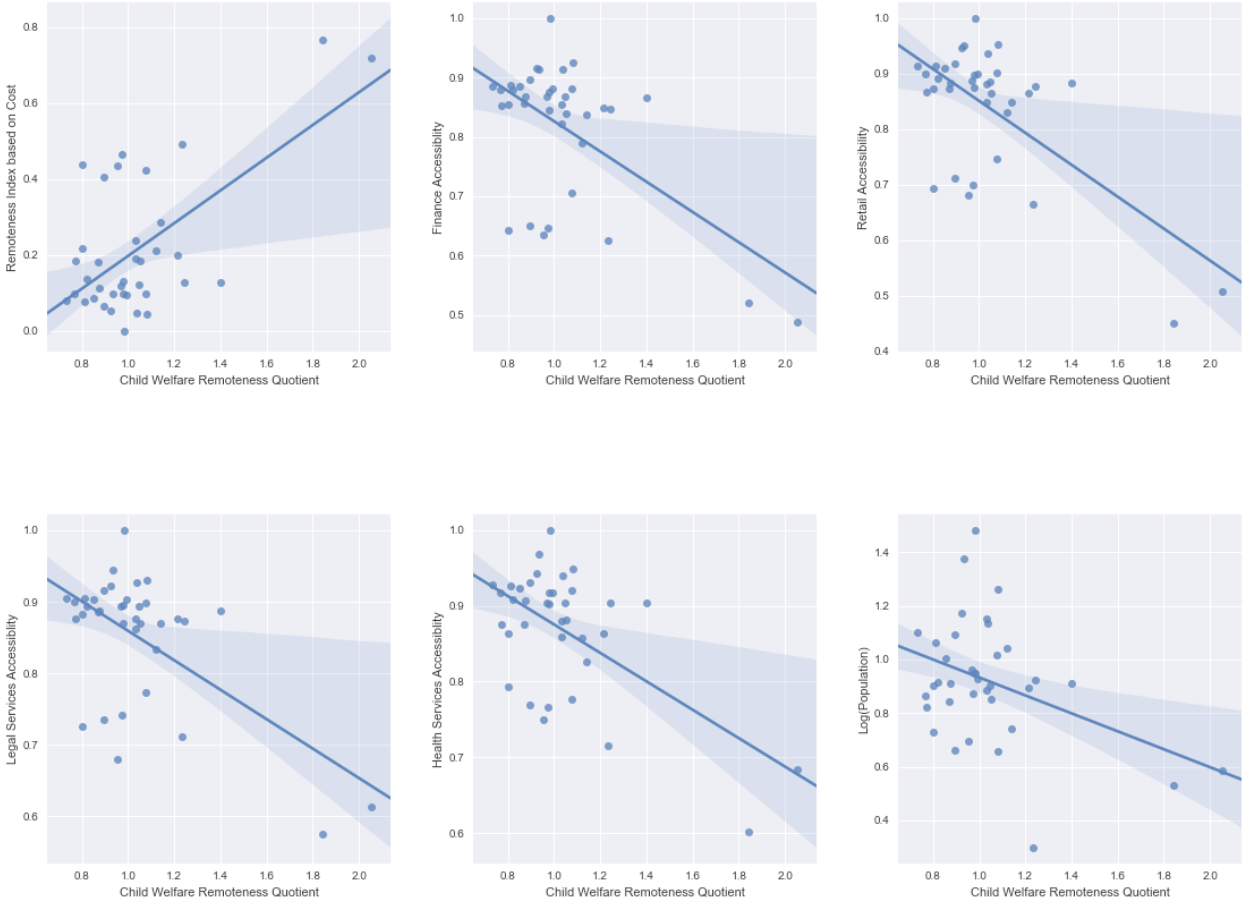 0.8
0.6
0.4
0.2
0.0
Remoteness Index based on Cost
0.8 1.0 1.2 1.4 1.6 1.8 2.0
Child Welfare Remoteness Quotient
1.0
0.9
0.8
0.7
0.6
0.5
Finance Accessiblity
0.8 1.0 1.2 1.4 1.6 1.8 2.0
Child Welfare Remoteness Quotient
1.0
0.9
0.8
0.7
0.6
0.5
0.4
Retail Accessibility
0.8 1.0 1.2 1.4 1.6 1.8 2.0
Child Welfare Remoteness Quotient
1.0
0.9
0.8
0.7
0.6
Legal Services Accessiblity
0.8 1.0 1.2 1.4 1.6 1.8 2.0
Child Welfare Remoteness Quotient
1.0
0.9
0.8
0.7
0.6
Health Services Accessiblity
0.8 1.0 1.2 1.4 1.6 1.8 2.0
Child Welfare Remoteness Quotient
1.4
1.2
1.0
0.8
0.6
0.4
Log(Population)
0.8 1.0 1.2 1.4 1.6 1.8 2.0
Child Welfare Remoteness Quotient